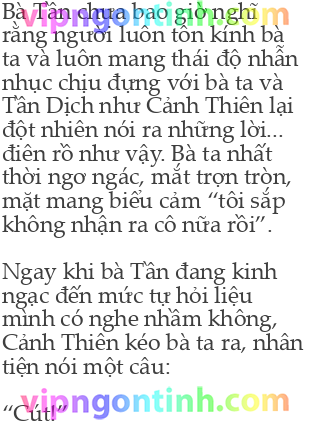 Bà Tần chưa bao giờ nghĩ
vipngontinh.com
rằng người luôn tôn kính bà
ta và luôn mang thái độ nhẫn
nhục chịu đựng với bà ta và
Tần Dịch như Cảnh Thiên lại
đột nhiên nói ra những lời...
điên rồ như vậy. Bà ta nhất
thời ngơ ngác, mắt trợn tròn,
mặt mang biểu cảm “tôi sắp
không nhận ra cô nữa rồi”.
Ngay khi bà Tần đang kinh
ngạc đến mức tự hỏi liệu
mình có nghe nhầm không,
Cảnh Thiên kéo bà ta ra, nhân
tiện nói một câu:
vipngontinh.com
“Cút!”